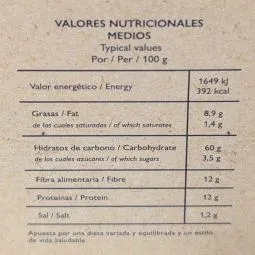 VALORES NUTRICIONALES
MEDIOS
Typical values
Por / Per / 100 g
Valor energético / Energy 1649 kJ
392 kcal
Grasas / Fat 8,9 g
de las cuales saturadas / of which saturates 1,4 g
Hidratos de carbono / Carbohydrate 60 g
de los cuales azúcares / of which sugars 3,5 g
Fibra alimentaria / Fibre 12 g
Proteínas / Protein 12 g
Sal / Salt 1,2 g
Apuesta por una dieta variada y equilibrada y un estilo
de vida saludable.